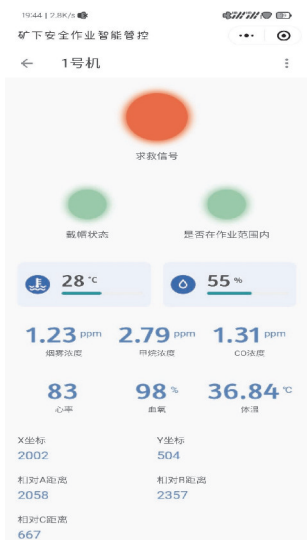 19:44 | 2.8K/s
矿下安全作业智能管控
1号机
求救信号
戴帽状态 是否在作业范围内
28 ℃ 55 %
1.23 ppm 2.79 ppm 1.31 ppm
烟雾浓度 甲烷浓度 CO浓度
83 98 % 36.84 ℃
心率 血氧 体温
X坐标 Y坐标
2002 504
相对A距离 相对B距离
2058 2357
相对C距离
667